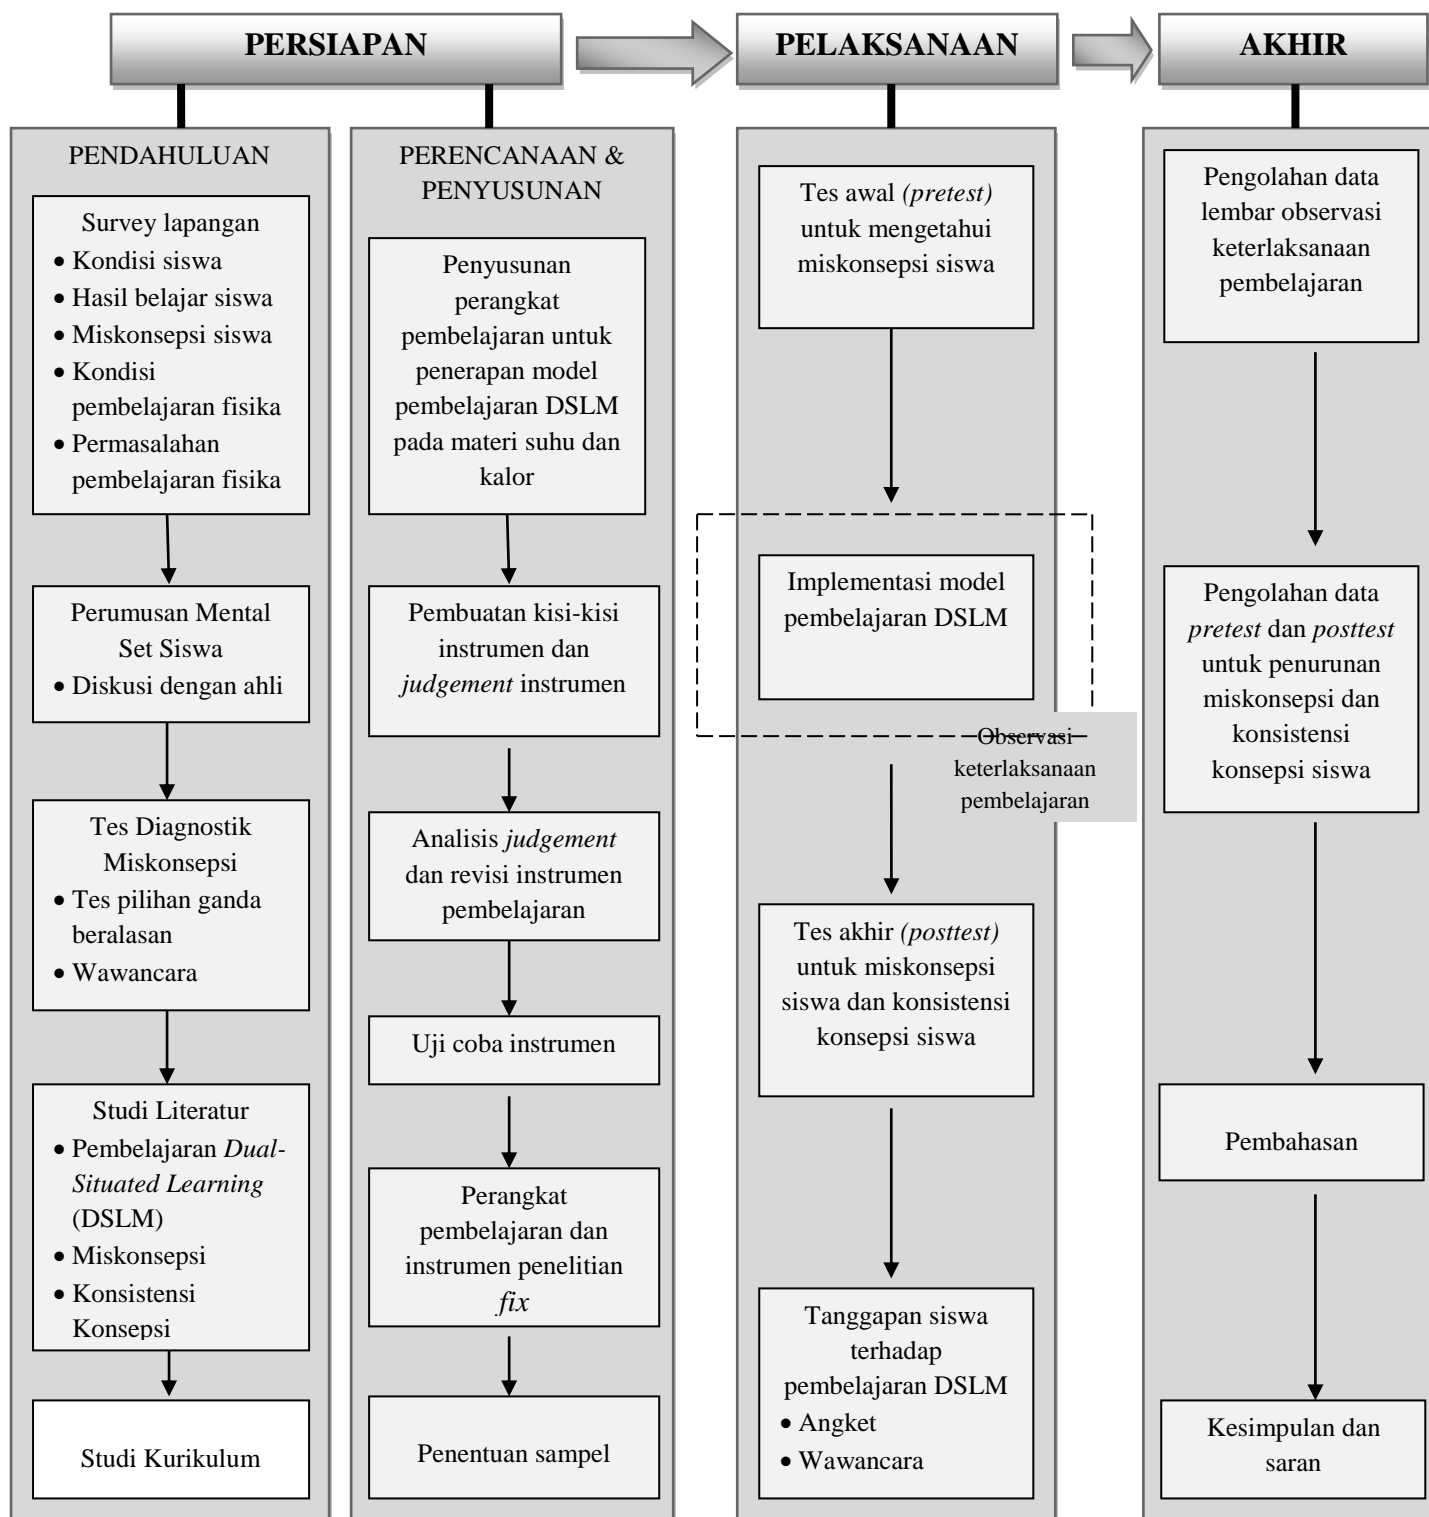 PERSIAPAN
PELAKSANAAN
AKHIR
PENDAHULUAN
Survey lapangan
• Kondisi siswa
• Hasil belajar siswa
• Miskonsepsi siswa
• Kondisi
pembelajaran fisika
• Permasalahan
pembelajaran fisika
Perumusan Mental
Set Siswa
• Diskusi dengan ahli
Tes Diagnostik
Miskonsepsi
• Tes pilihan ganda
beralasan
• Wawancara
Studi Literatur
• Pembelajaran Dual-
Situated Learning
(DSLM)
• Miskonsepsi
• Konsistensi
Konsepsi
Studi Kurikulum
PERENCANAAN &
PENYUSUNAN
Penyusunan
perangkat
pembelajaran untuk
penerapan model
pembelajaran DSLM
pada materi suhu dan
kalor
Pembuatan kisi-kisi
instrumen dan
judgement instrumen
Analisis judgement
dan revisi instrumen
pembelajaran
Uji coba instrumen
Perangkat
pembelajaran dan
instrumen penelitian
fix
Penentuan sampel
Tes awal (pretest)
untuk mengetahui
miskonsepsi siswa
Implementasi model
pembelajaran DSLM
Observasi
keterlaksanaan
pembelajaran
Tes akhir (posttest)
untuk miskonsepsi
siswa dan konsistensi
konsepsi siswa
Tanggapan siswa
terhadap
pembelajaran DSLM
• Angket
• Wawancara
Pengolahan data
lembar observasi
keterlaksanaan
pembelajaran
Pengolahan data
pretest dan posttest
untuk penurunan
miskonsepsi dan
konsistensi
konsepsi siswa
Pembahasan
Kesimpulan dan
saran